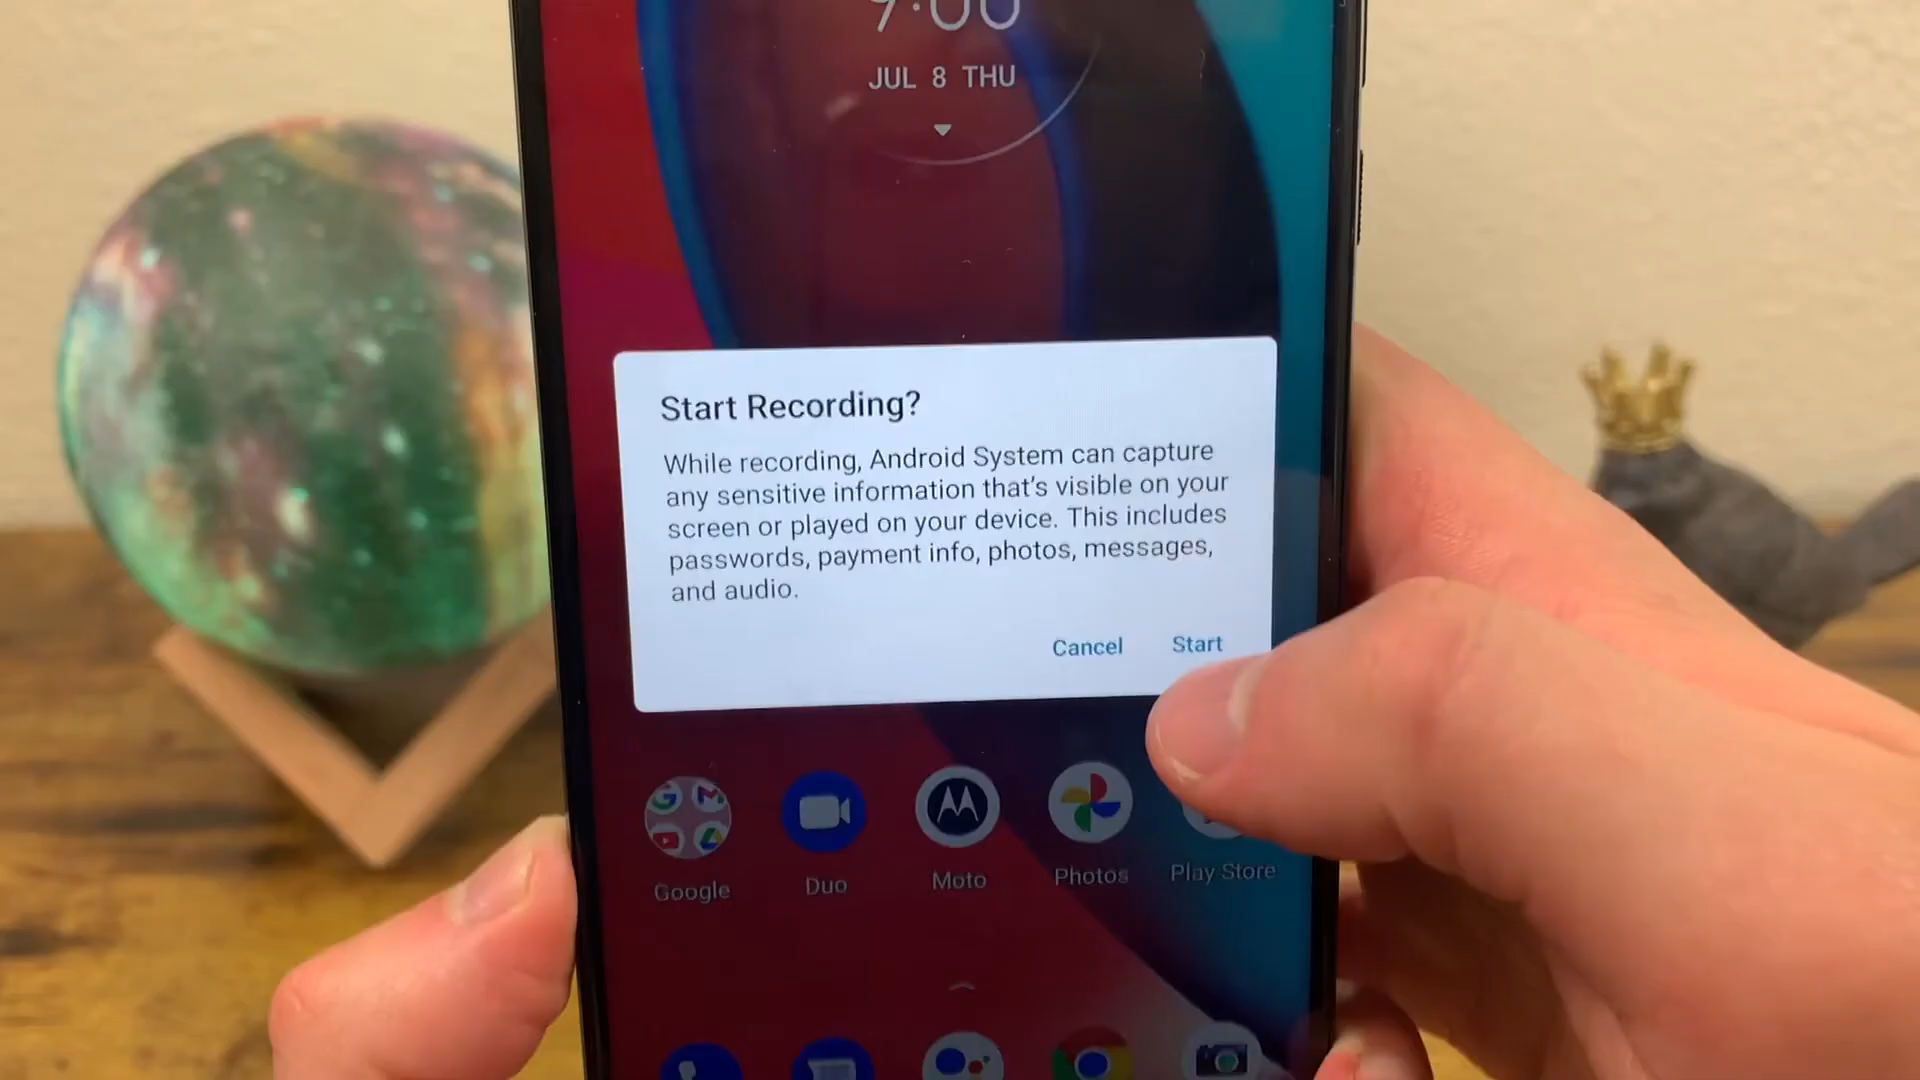 JUL 8 THU
Start Recording?
While recording, Android System can capture
any sensitive information that's visible on your
screen or played on your device. This includes
passwords, payment info, photos, messages,
and audio.
Cancel Start
Google Duo Moto Photos Play Store